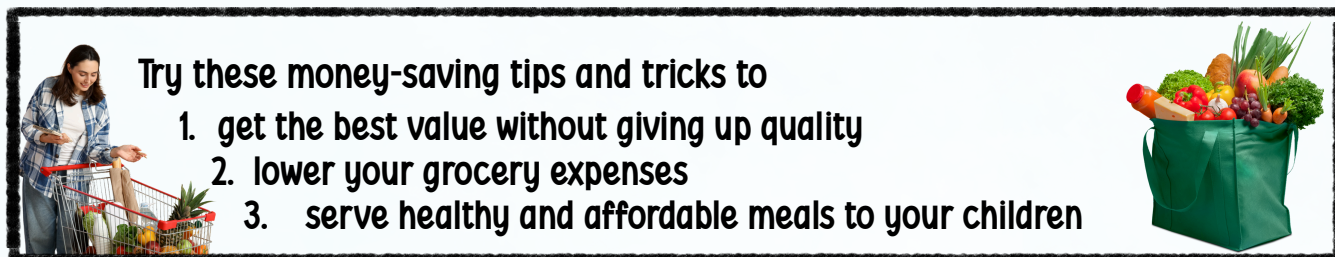 Try these money-saving tips and tricks to
1. get the best value without giving up quality
2. lower your grocery expenses
3. serve healthy and affordable meals to your children